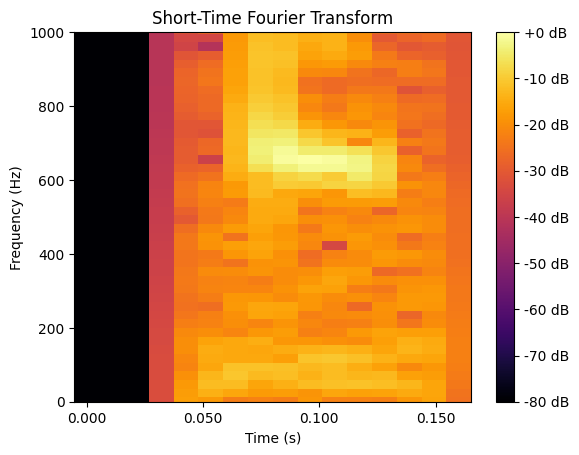 Short-Time Fourier Transform
1000
800
600
400
200
0
Frequency (Hz)
0.000
0.050
0.100
0.150
Time (s)
+0 dB
-10 dB
-20 dB
-30 dB
-40 dB
-50 dB
-60 dB
-70 dB
-80 dB